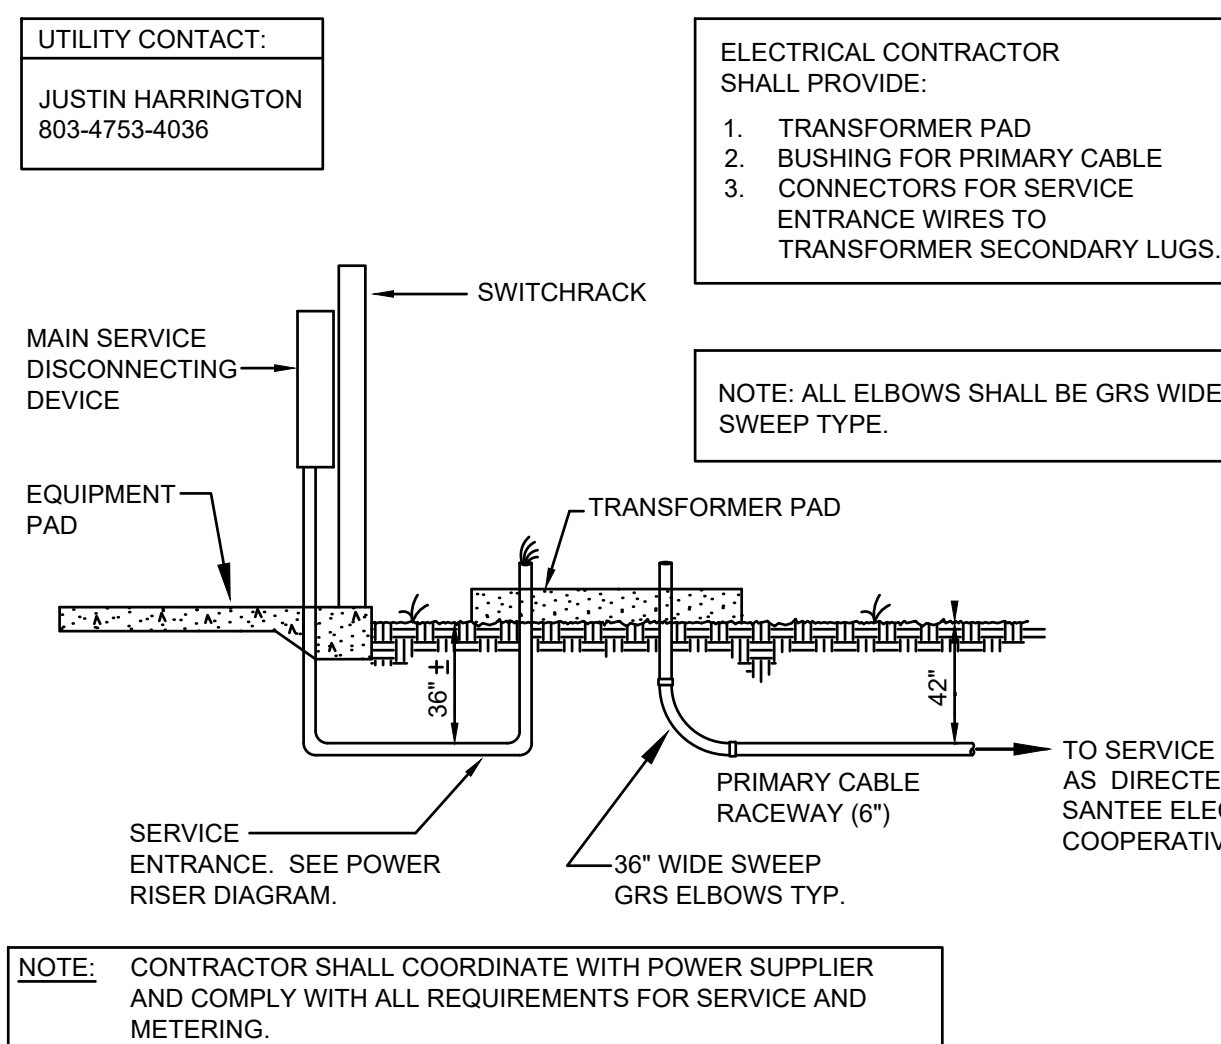 UTILITY CONTACT:
JUSTIN HARRINGTON
803-4753-4036
ELECTRICAL CONTRACTOR
SHALL PROVIDE:
1. TRANSFORMER PAD
2. BUSHING FOR PRIMARY CABLE
3. CONNECTORS FOR SERVICE
ENTRANCE WIRES TO
TRANSFORMER SECONDARY LUGS.
SWITCHRACK
MAIN SERVICE
DISCONNECTING
DEVICE
NOTE: ALL ELBOWS SHALL BE GRS WIDE
SWEEP TYPE.
EQUIPMENT
PAD
TRANSFORMER PAD
36" ±
42"
TO SERVICE
AS DIRECTE
SANTEE ELEC
COOPERATIV
PRIMARY CABLE
RACEWAY (6")
SERVICE
ENTRANCE. SEE POWER
RISER DIAGRAM.
36" WIDE SWEEP
GRS ELBOWS TYP.
NOTE: CONTRACTOR SHALL COORDINATE WITH POWER SUPPLIER
AND COMPLY WITH ALL REQUIREMENTS FOR SERVICE AND
METERING.